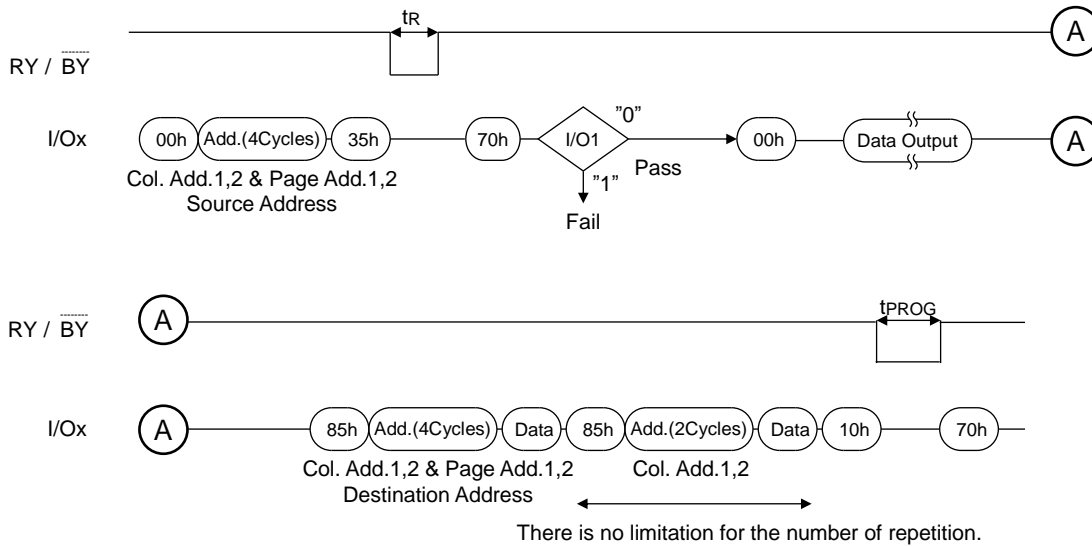 tR
A
RY / BY
"0"
I/Ox
00h Add.(4Cycles) 35h 70h I/O1 00h Data Output A
Pass
Col. Add.1,2 & Page Add.1,2
Source Address
"1"
Fail
A
tPROG
RY / BY
I/Ox
A 85h Add.(4Cycles) Data 85h Add.(2Cycles) Data 10h 70h
Col. Add.1,2 & Page Add.1,2 Col. Add.1,2
Destination Address
There is no limitation for the number of repetition.